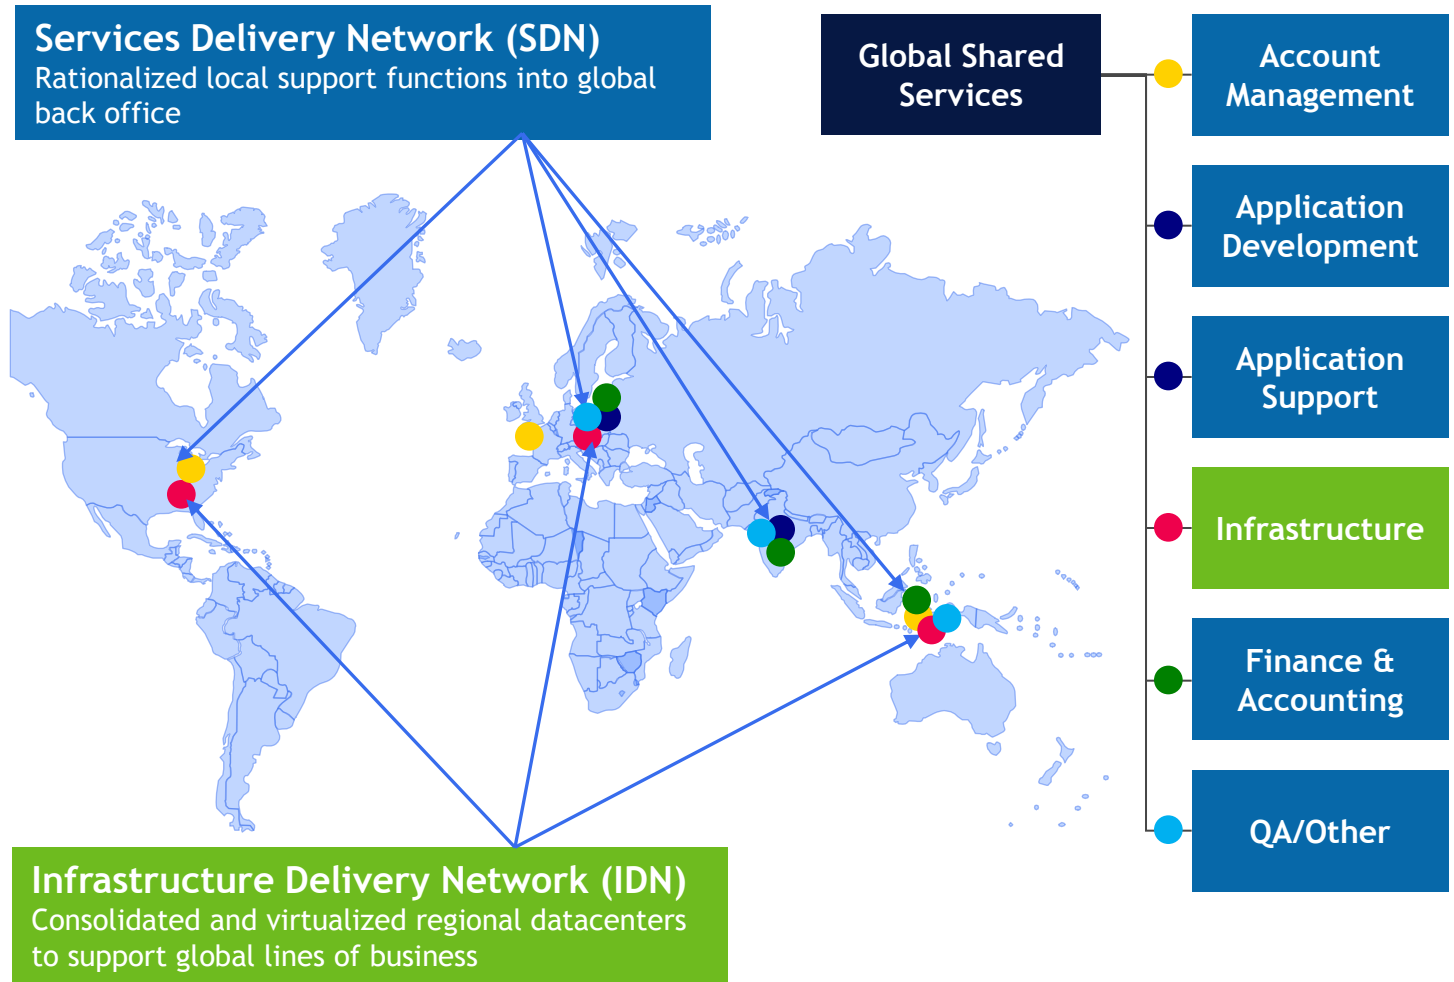 Services Delivery Network (SDN)
Rationalized local support functions into global
back office
Global Shared
Services
Account
Management
Application
Development
Application
Support
Infrastructure
Finance &
Accounting
QA/Other
Infrastructure Delivery Network (IDN)
Consolidated and virtualized regional datacenters
to support global lines of business